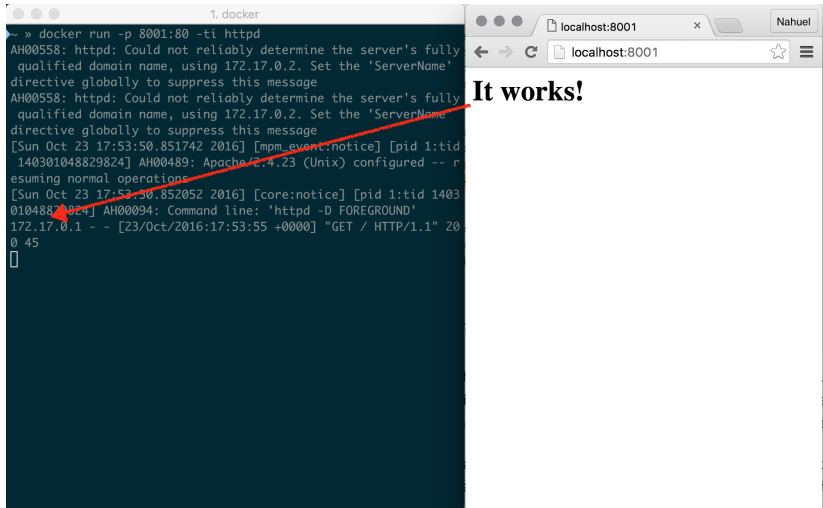 1. docker
~ » docker run -p 8001:80 -ti httpd
AH00558: httpd: Could not reliably determine the server's fully
qualified domain name, using 172.17.0.2. Set the 'ServerName'
directive globally to suppress this message
AH00558: httpd: Could not reliably determine the server's fully
qualified domain name, using 172.17.0.2. Set the 'ServerName'
directive globally to suppress this message
[Sun Oct 23 17:53:50.851742 2016] [mpm_event:notice] [pid 1:tid
140301048829824] AH00489: Apache/2.4.23 (Unix) configured -- r
esuming normal operations
[Sun Oct 23 17:53:50.852052 2016] [core:notice] [pid 1:tid 1403
01048829824] AH00094: Command line: 'httpd -D FOREGROUND'
172.17.0.1 - - [23/Oct/2016:17:53:55 +0000] "GET / HTTP/1.1" 20
0 45
localhost:8001
Nahuel
localhost:8001
It works!